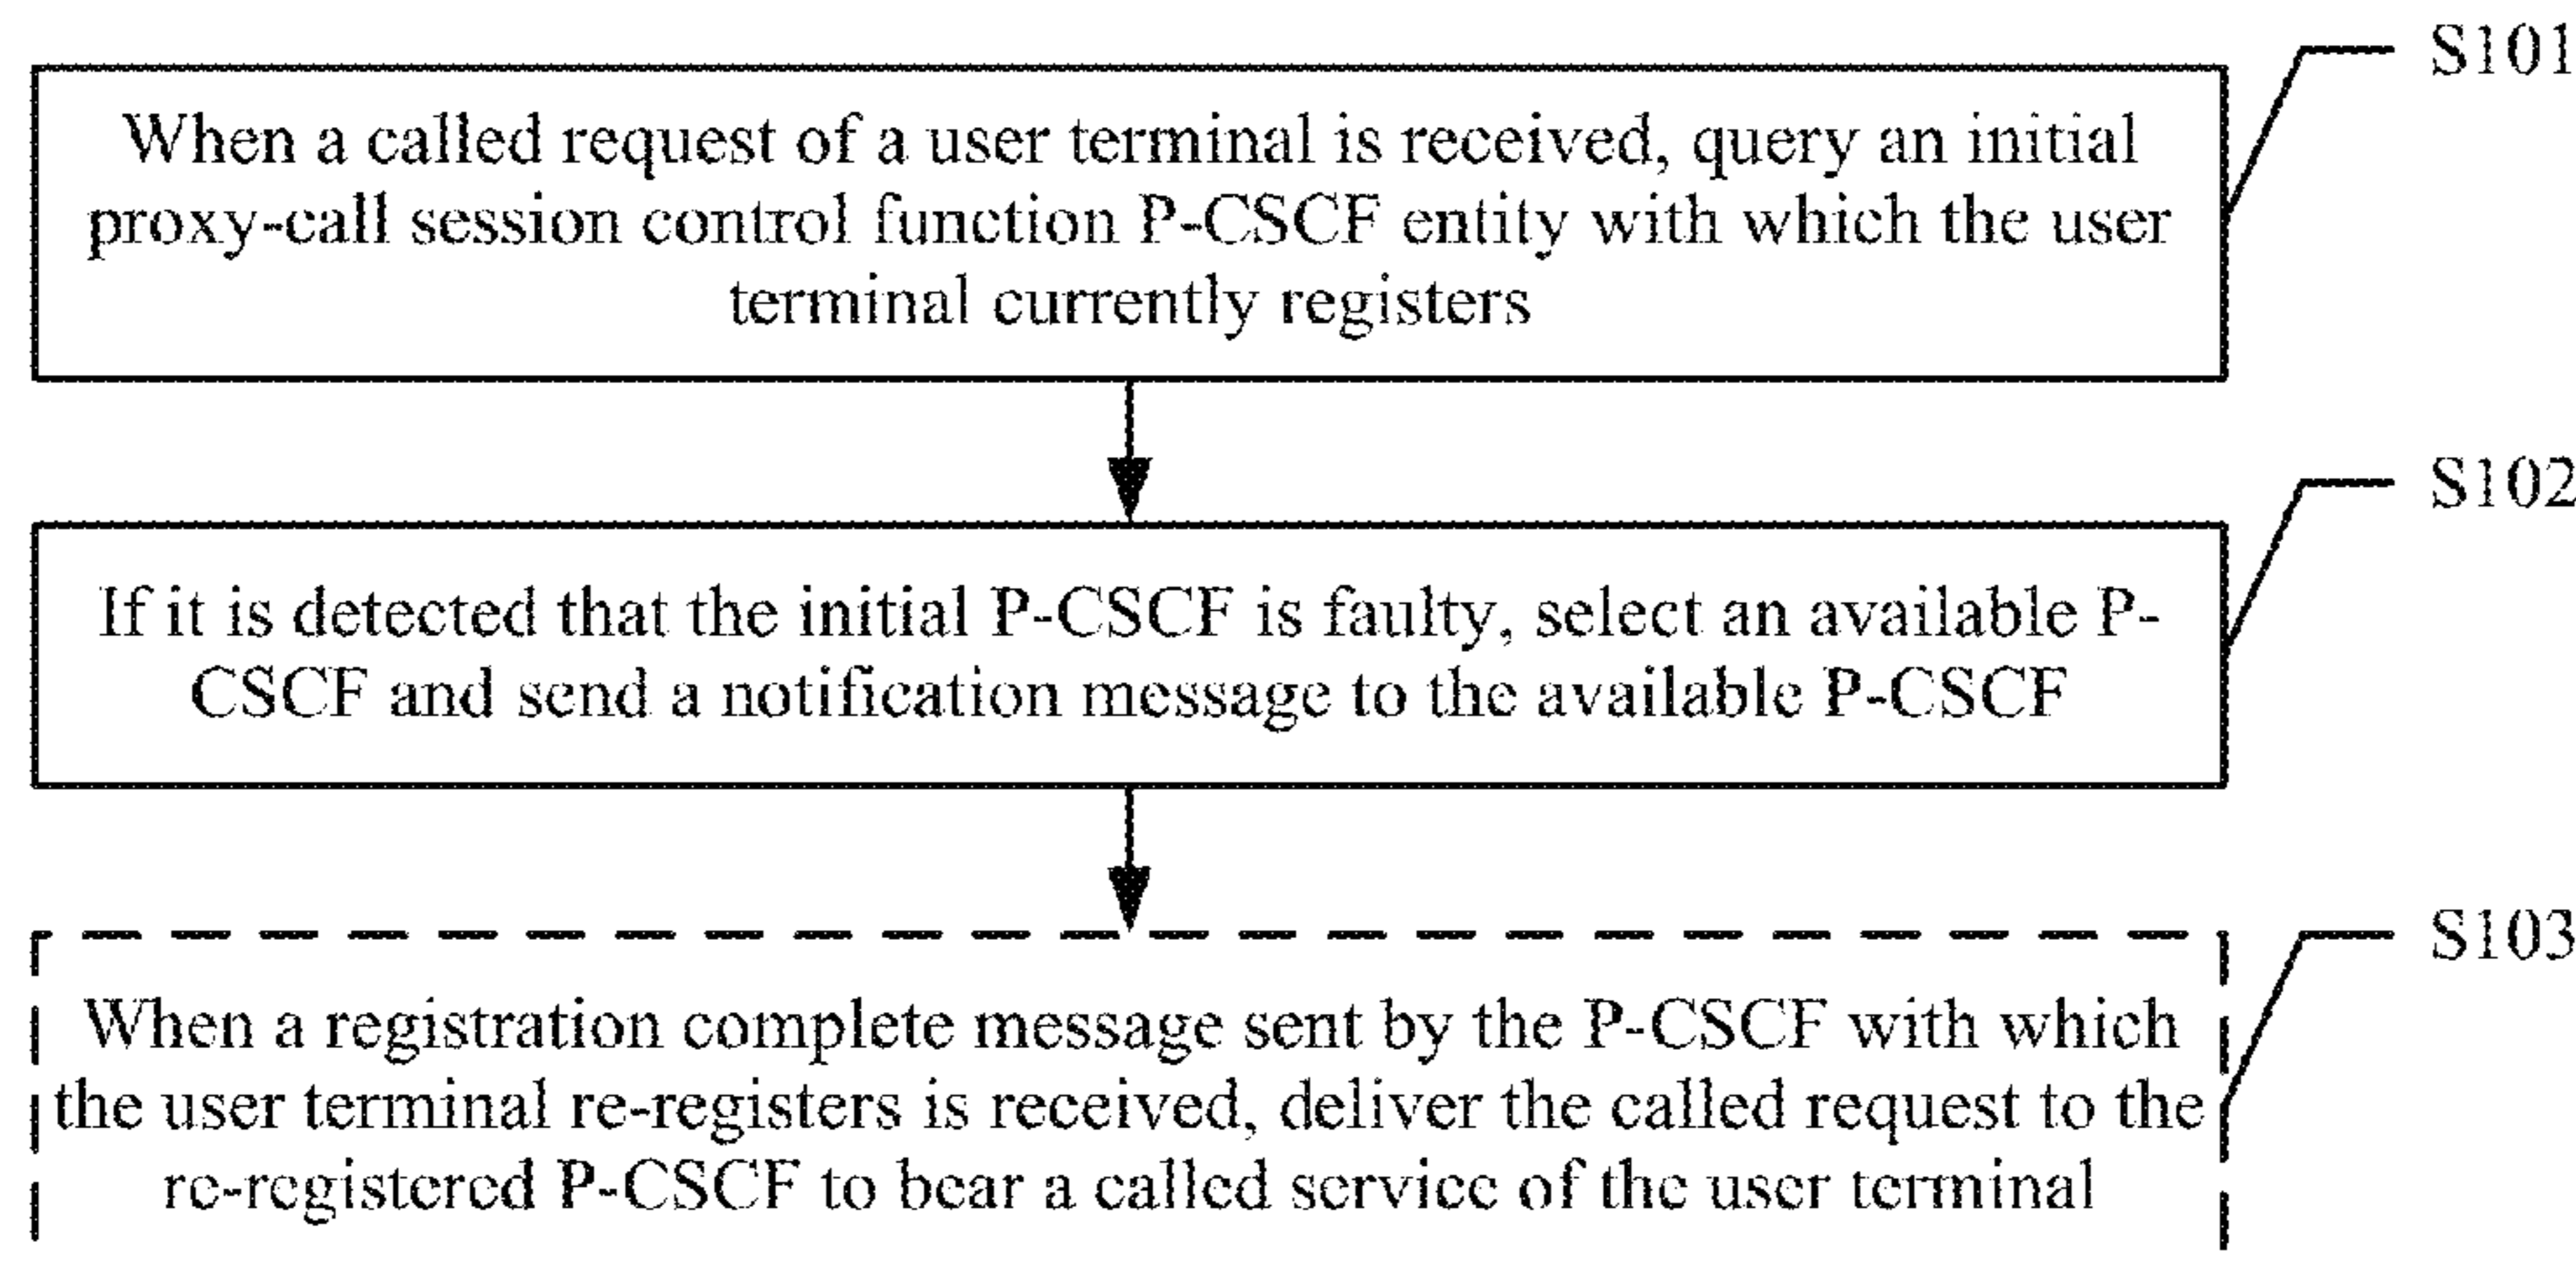 S101
When a called request of a user terminal is received, query an initial
proxy-call session control function P-CSCF entity with which the user
terminal currently registers
S102
If it is detected that the initial P-CSCF is faulty, select an available P-
CSCF and send a notification message to the available P-CSCF
S103
When a registration complete message sent by the P-CSCF with which
the user terminal re-registers is received, deliver the called request to the
re-registered P-CSCF to bear a called service of the user terminal